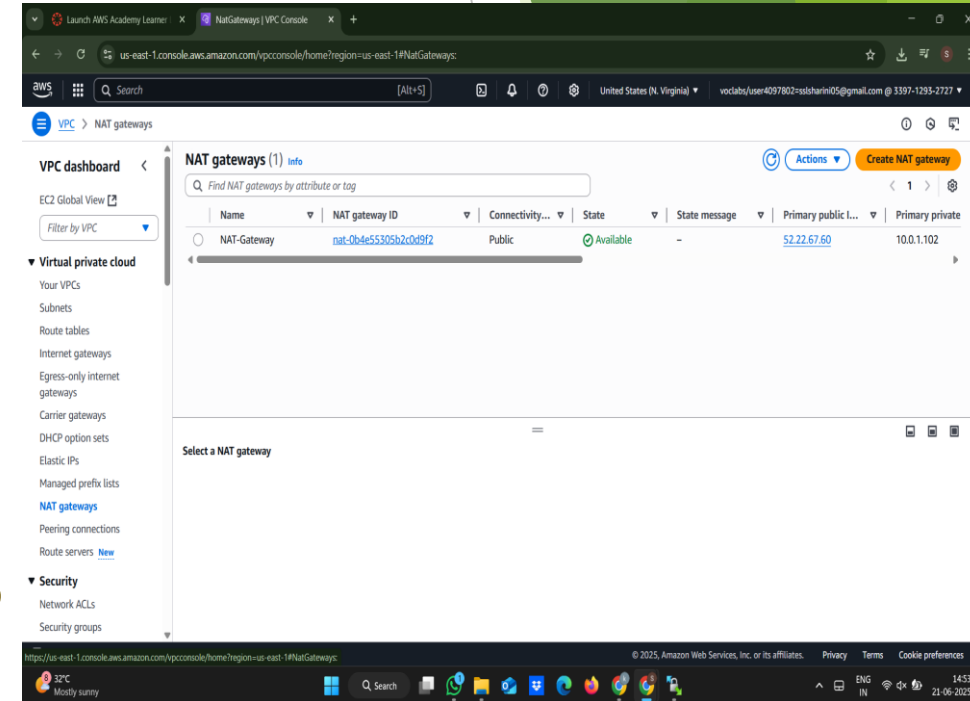 Launch AWS Academy Learner
NatGateways | VPC Console
us-east-1.console.aws.amazon.com/vpcconsole/home?region=us-east-1#NatGateways:
S
aws
Search [Alt+S]
United States (N. Virginia)
voclabs/user4097802=sslsharini05@gmail.com @ 3397-1293-2727
VPC > NAT gateways
VPC dashboard
EC2 Global View
Filter by VPC
Virtual private cloud
Your VPCs
Subnets
Route tables
Internet gateways
Egress-only internet
gateways
Carrier gateways
DHCP option sets
Elastic IPs
Managed prefix lists
NAT gateways
Peering connections
Route servers New
Security
Network ACLs
Security groups
NAT gateways (1) Info
Actions
Create NAT gateway
Find NAT gateways by attribute or tag
1
Name NAT gateway ID Connectivity... State State message Primary public I... Primary private
NAT-Gateway nat-0b4e55305b2c0d9f2 Public Available – 52.22.67.60 10.0.1.102
Select a NAT gateway
https://us-east-1.console.aws.amazon.com/vpcconsole/home?region=us-east-1#NatGateways:
© 2025, Amazon Web Services, Inc. or its affiliates. Privacy Terms Cookie preferences
8
32°C
Mostly sunny
Search
ENG
IN
14:53
21-06-2025